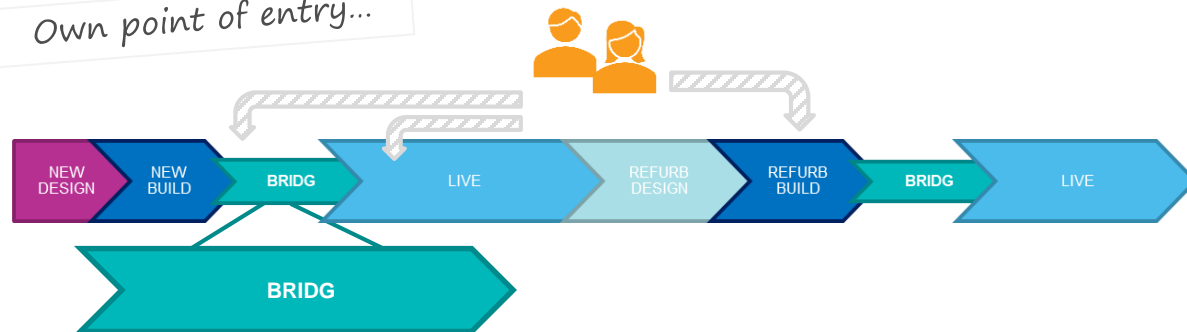 Own point of entry...
NEW
DESIGN
NEW
BUILD
BRIDG
LIVE
REFURB
DESIGN
REFURB
BUILD
BRIDG
LIVE
BRIDG